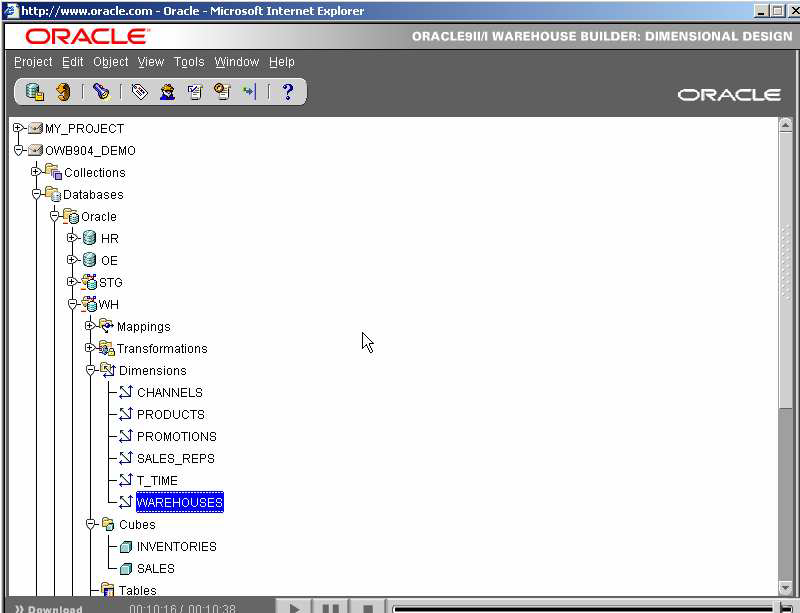 http://www.oracle.com - Oracle - Microsoft Internet Explorer
ORACLE®
ORACLE9II/I WAREHOUSE BUILDER: DIMENSIONAL DESIGN
Project Edit Object View Tools Window Help
?
ORACLE
MY_PROJECT
OWB904_DEMO
Collections
Databases
Oracle
HR
OE
STG
WH
Mappings
Transformations
Dimensions
CHANNELS
PRODUCTS
PROMOTIONS
SALES_REPS
T_TIME
WAREHOUSES
Cubes
INVENTORIES
SALES
Tables
» Download 00:10:16 / 00:10:38